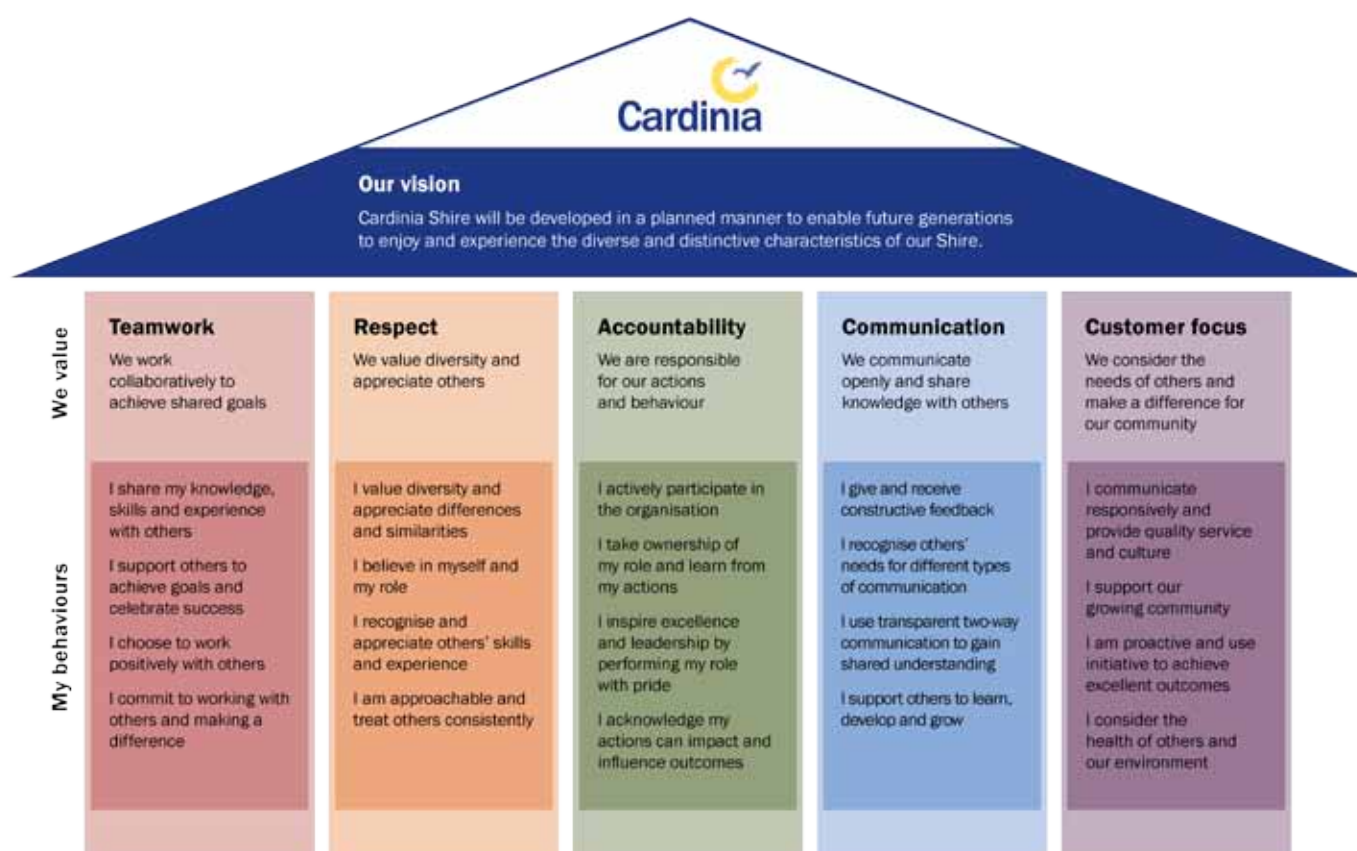 Cardinia
Our vision
Cardinia Shire will be developed in a planned manner to enable future generations
to enjoy and experience the diverse and distinctive characteristics of our Shire.
We value
Teamwork
We work
collaboratively to
achieve shared goals
Respect
We value diversity and
appreciate others
Accountability
We are responsible
for our actions
and behaviour
Communication
We communicate
openly and share
knowledge with others
Customer focus
We consider the
needs of others and
make a difference for
our community
My behaviours
I share my knowledge,
skills and experience
with others
I support others to
achieve goals and
celebrate success
I choose to work
positively with others
I commit to working with
others and making a
difference
I value diversity and
appreciate differences
and similarities
I believe in myself and
my role
I recognise and
appreciate others' skills
and experience
I am approachable and
treat others consistently
I actively participate in
the organisation
I take ownership of
my role and learn from
my actions
I inspire excellence
and leadership by
performing my role
with pride
I acknowledge my
actions can impact and
influence outcomes
I give and receive
constructive feedback
I recognise others'
needs for different types
of communication
I use transparent two-way
communication to gain
shared understanding
I support others to learn,
develop and grow
I communicate
responsively and
provide quality service
and culture
I support our
growing community
I am proactive and use
initiative to achieve
excellent outcomes
I consider the
health of others and
our environment